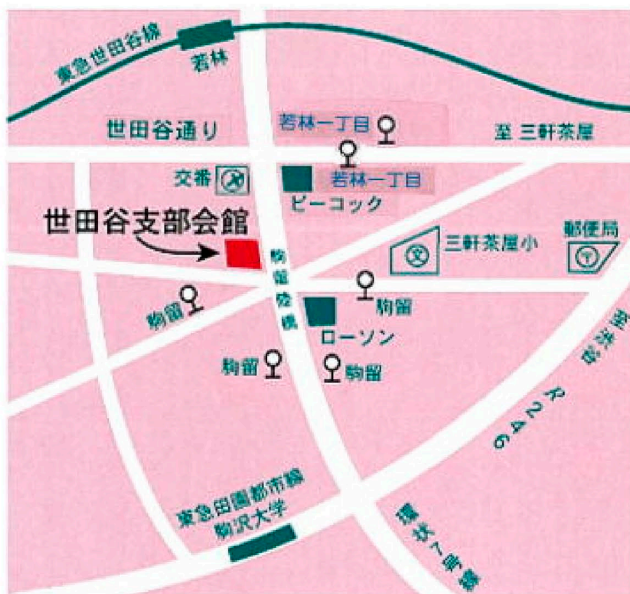 東急世田谷線
若林
世田谷通り
若林一丁目
至 三軒茶屋
交番
若林一丁目
ピーコック
世田谷支部会館
三軒茶屋小
文
郵便局
〒
駒留陸橋
駒留
駒留
ローソン
駒留
駒留
至渋谷
R246
東急田園都市線
駒沢大学
環状7号線